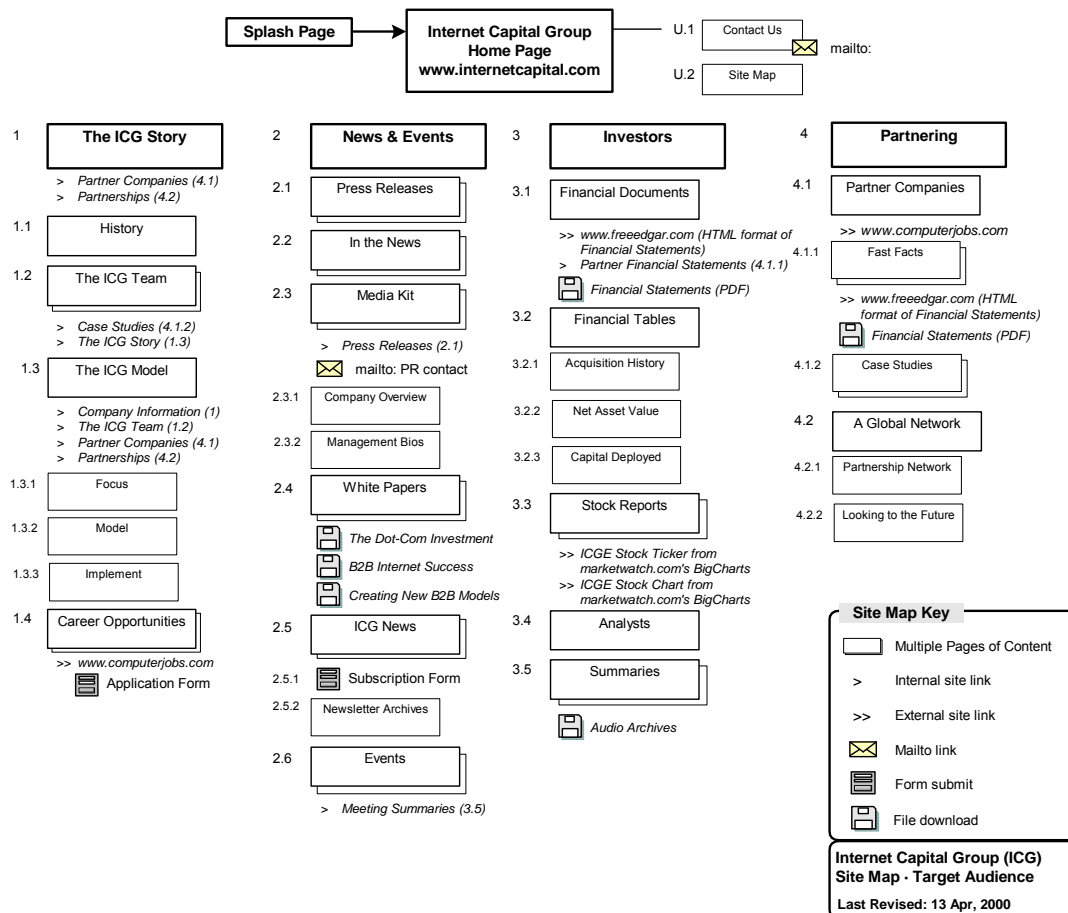 Splash Page
Internet Capital Group
Home Page
www.internetcapital.com
U.1 Contact Us
mailto:
U.2 Site Map
1 The ICG Story
> Partner Companies (4.1)
> Partnerships (4.2)
1.1 History
1.2 The ICG Team
> Case Studies (4.1.2)
> The ICG Story (1.3)
1.3 The ICG Model
> Company Information (1)
> The ICG Team (1.2)
> Partner Companies (4.1)
> Partnerships (4.2)
1.3.1 Focus
1.3.2 Model
1.3.3 Implement
1.4 Career Opportunities
>> www.computerjobs.com
Application Form
2 News & Events
2.1 Press Releases
2.2 In the News
2.3 Media Kit
> Press Releases (2.1)
mailto: PR contact
2.3.1 Company Overview
2.3.2 Management Bios
2.4 White Papers
The Dot-Com Investment
B2B Internet Success
Creating New B2B Models
2.5 ICG News
2.5.1 Subscription Form
2.5.2 Newsletter Archives
2.6 Events
> Meeting Summaries (3.5)
3 Investors
3.1 Financial Documents
>> www.freeedgar.com (HTML format of
Financial Statements)
> Partner Financial Statements (4.1.1)
Financial Statements (PDF)
3.2 Financial Tables
3.2.1 Acquisition History
3.2.2 Net Asset Value
3.2.3 Capital Deployed
3.3 Stock Reports
>> ICGE Stock Ticker from
marketwatch.com's BigCharts
>> ICGE Stock Chart from
marketwatch.com's BigCharts
3.4 Analysts
3.5 Summaries
Audio Archives
4 Partnering
4.1 Partner Companies
>> www.computerjobs.com
4.1.1 Fast Facts
>> www.freeedgar.com (HTML
format of Financial Statements)
Financial Statements (PDF)
4.1.2 Case Studies
4.2 A Global Network
4.2.1 Partnership Network
4.2.2 Looking to the Future
Site Map Key
Multiple Pages of Content
> Internal site link
>> External site link
Mailto link
Form submit
File download
Internet Capital Group (ICG)
Site Map · Target Audience
Last Revised: 13 Apr, 2000